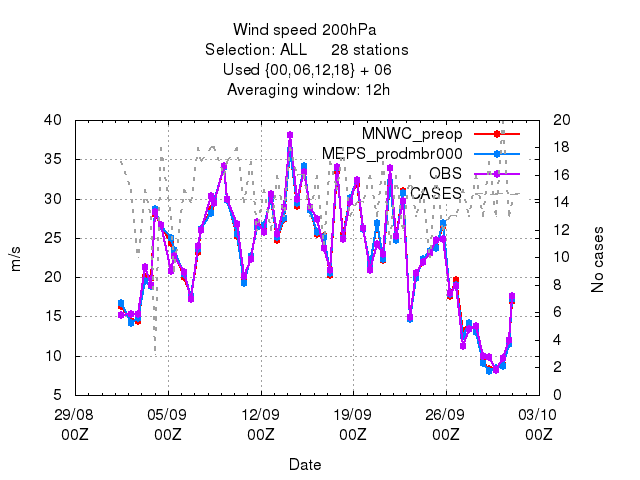 Wind speed 200hPa
Selection: ALL 28 stations
Used {00,06,12,18} + 06
Averaging window: 12h
MNWC_preop
MEPS_prodmbr000
OBS
CASES
40
35
30
25
20
15
10
5
m/s
20
18
16
14
12
10
8
6
4
2
0
No cases
29/08 05/09 12/09 19/09 26/09 03/10
00Z 00Z 00Z 00Z 00Z 00Z
Date